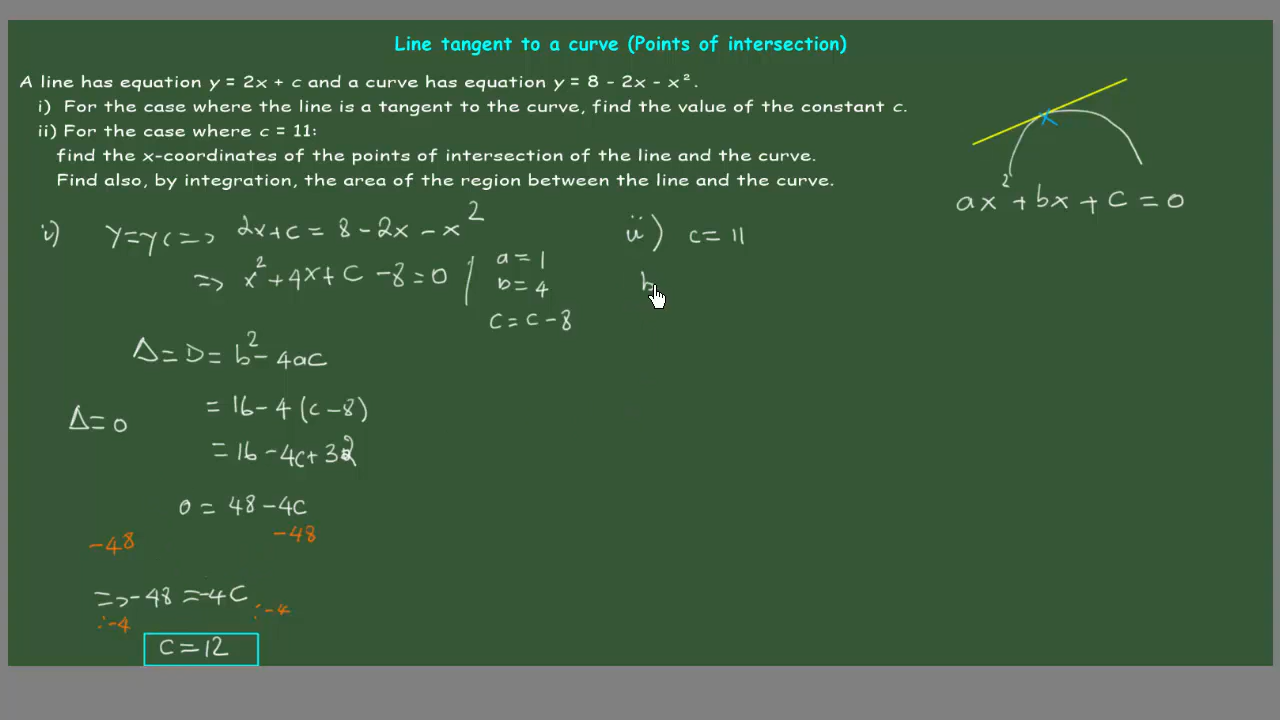 Line tangent to a curve (Points of intersection)
A line has equation y = 2x + c and a curve has equation y = 8 - 2x - x².
i) For the case where the line is a tangent to the curve, find the value of the constant c.
ii) For the case where c = 11:
find the x-coordinates of the points of intersection of the line and the curve.
Find also, by integration, the area of the region between the line and the curve.
ax² + bx + c = 0
i) y = yc => 2x + c = 8 - 2x - x²
=> x² + 4x + c - 8 = 0
a = 1
b = 4
c = c - 8
Δ = D = b² - 4ac
= 16 - 4(c - 8)
Δ = 0
= 16 - 4c + 32
0 = 48 - 4c
-48 -48
=> -48 = -4c
: -4 : -4
c = 12
ii) c = 11
b